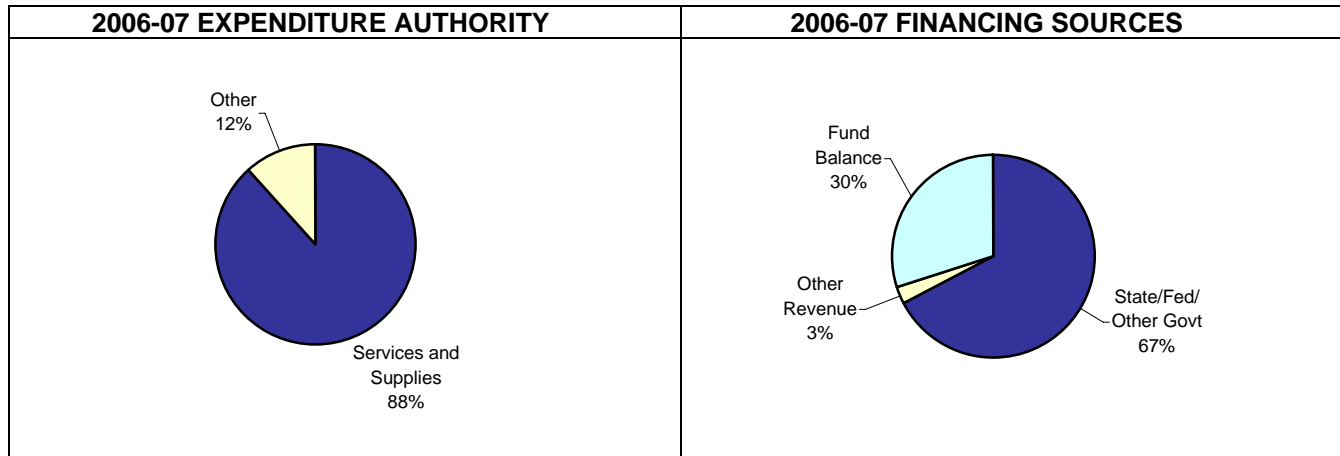 2006-07 EXPENDITURE AUTHORITY
Other
12%
Services and
Supplies
88%
2006-07 FINANCING SOURCES
Fund
Balance
30%
Other
Revenue
3%
State/Fed/
Other Govt
67%